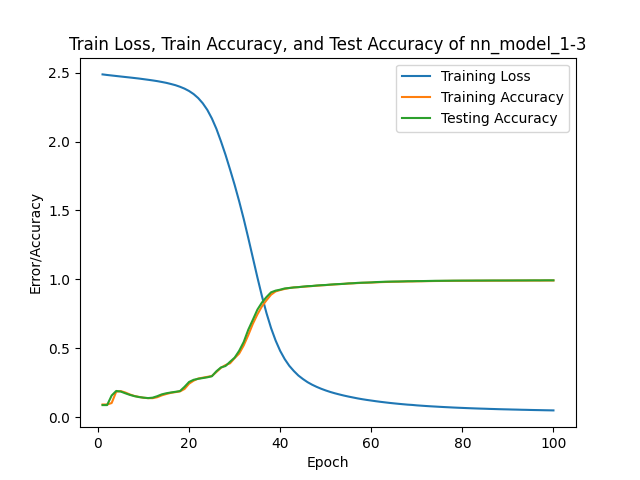 Train Loss, Train Accuracy, and Test Accuracy of nn_model_1-3
Training Loss
Training Accuracy
Testing Accuracy
Error/Accuracy
2.5
2.0
1.5
1.0
0.5
0.0
0 20 40 60 80 100
Epoch